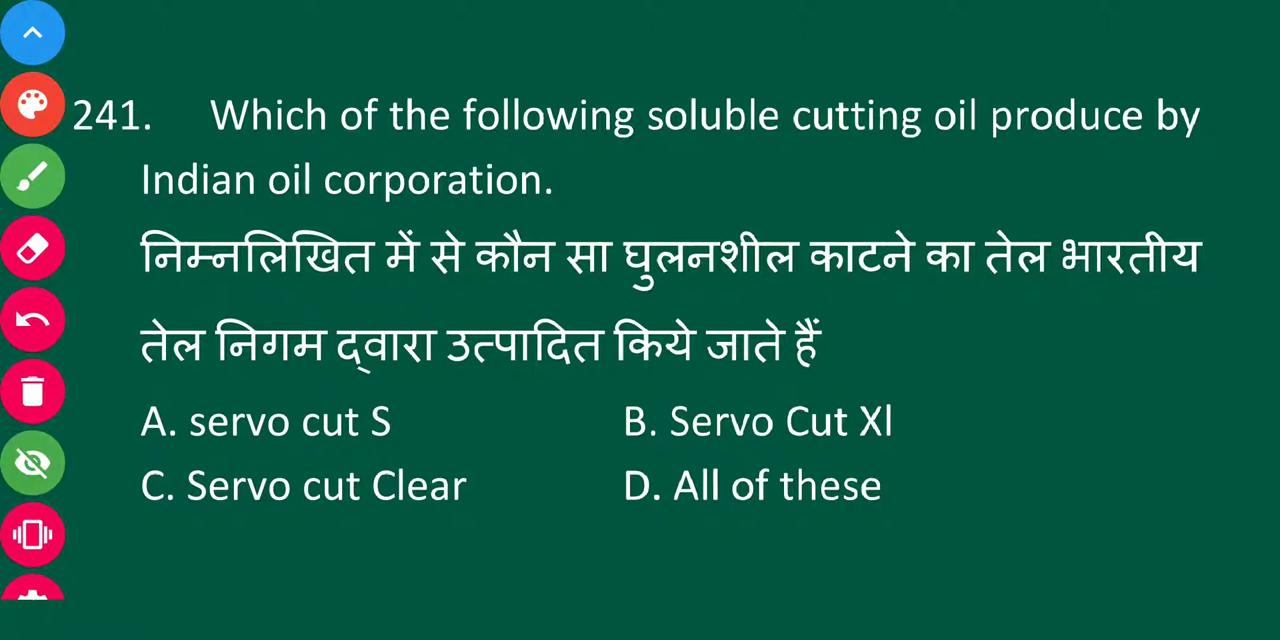 241. Which of the following soluble cutting oil produce by
Indian oil corporation.
निम्नलिखित में से कौन सा घुलनशील काटने का तेल भारतीय
तेल निगम द्वारा उत्पादित किये जाते हैं
A. servo cut S B. Servo Cut Xl
C. Servo cut Clear D. All of these